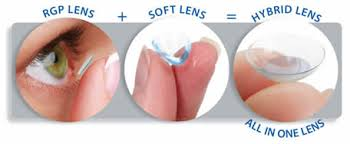 RGP LENS + SOFT LENS = HYBRID LENS
ALL IN ONE LENS